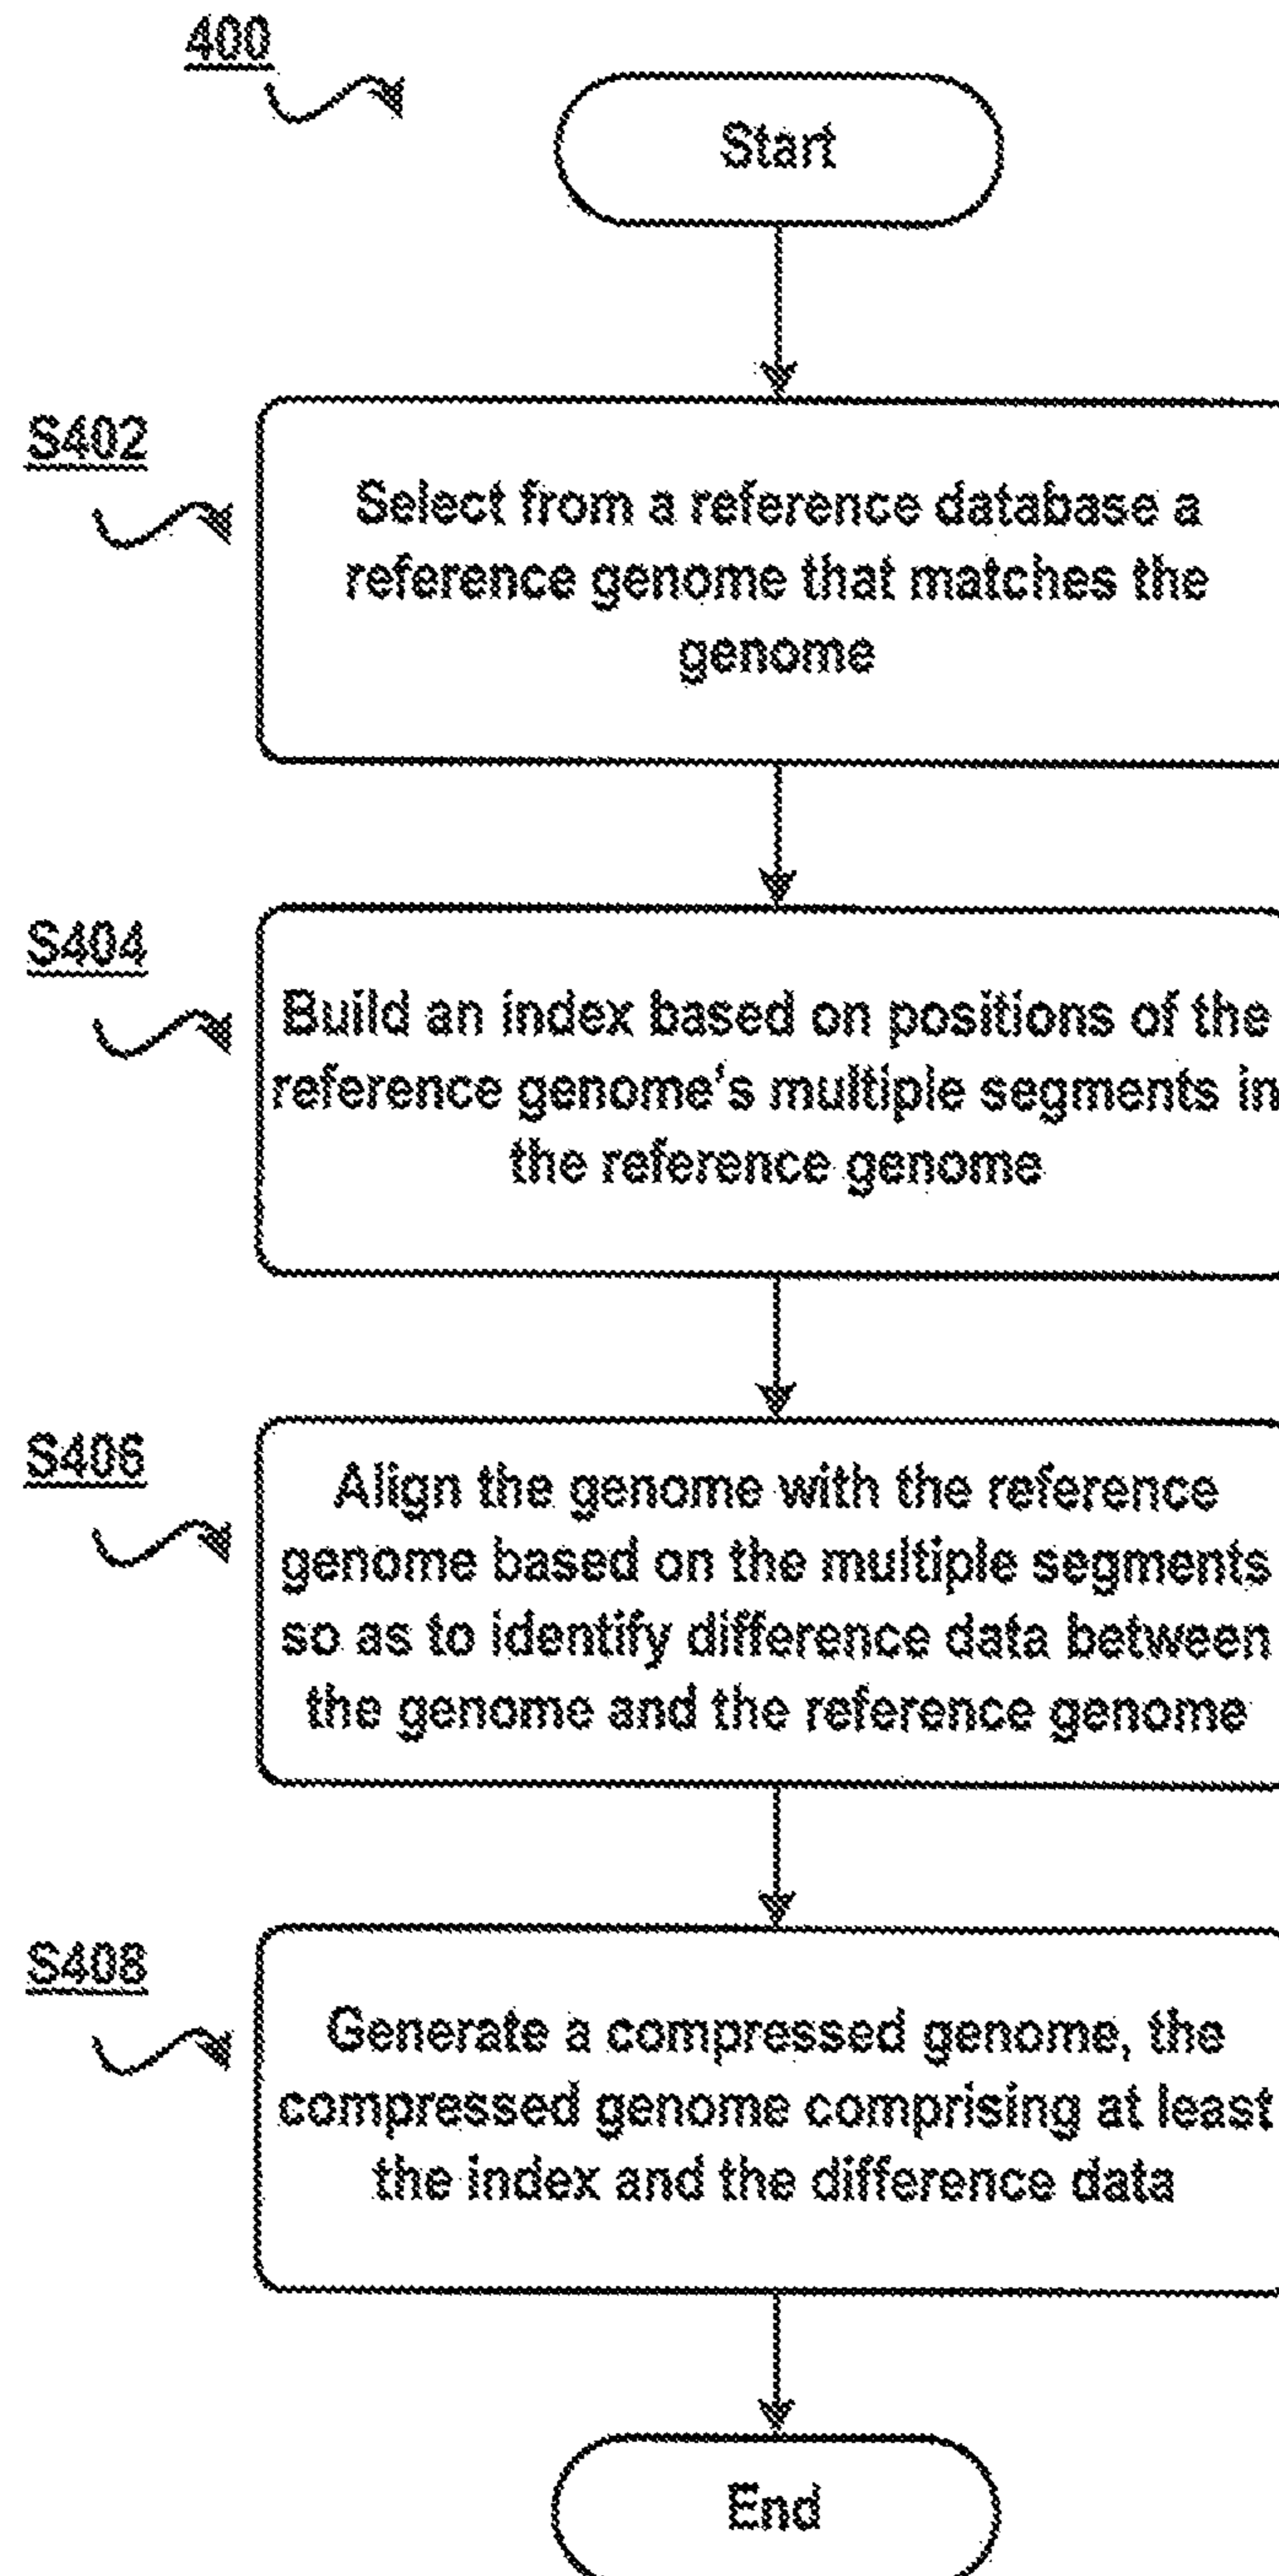 400
Start
S402
Select from a reference database a
reference genome that matches the
genome
S404
Build an index based on positions of the
reference genome's multiple segments in
the reference genome
S406
Align the genome with the reference
genome based on the multiple segments
so as to identify difference data between
the genome and the reference genome
S408
Generate a compressed genome, the
compressed genome comprising at least
the index and the difference data
End